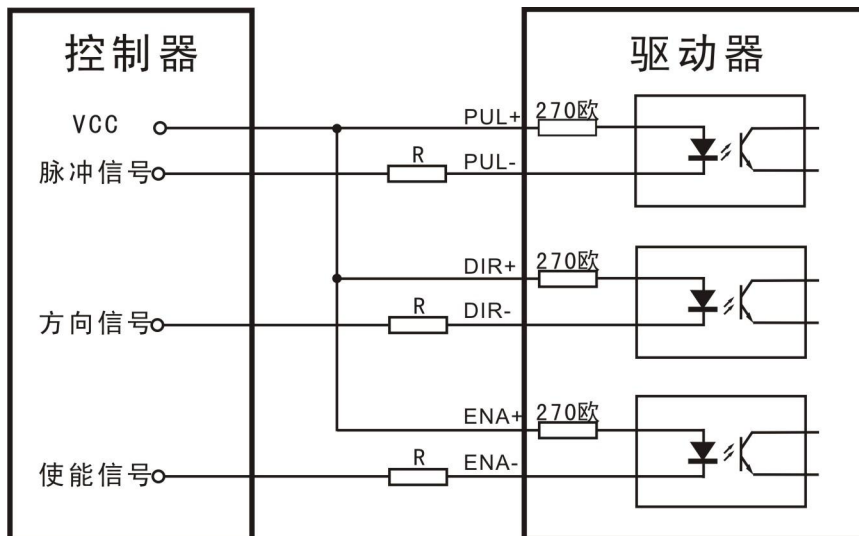 控制器
驱动器
VCC
PUL+
270欧
脉冲信号
R
PUL-
DIR+
270欧
方向信号
R
DIR-
ENA+
270欧
使能信号
R
ENA-